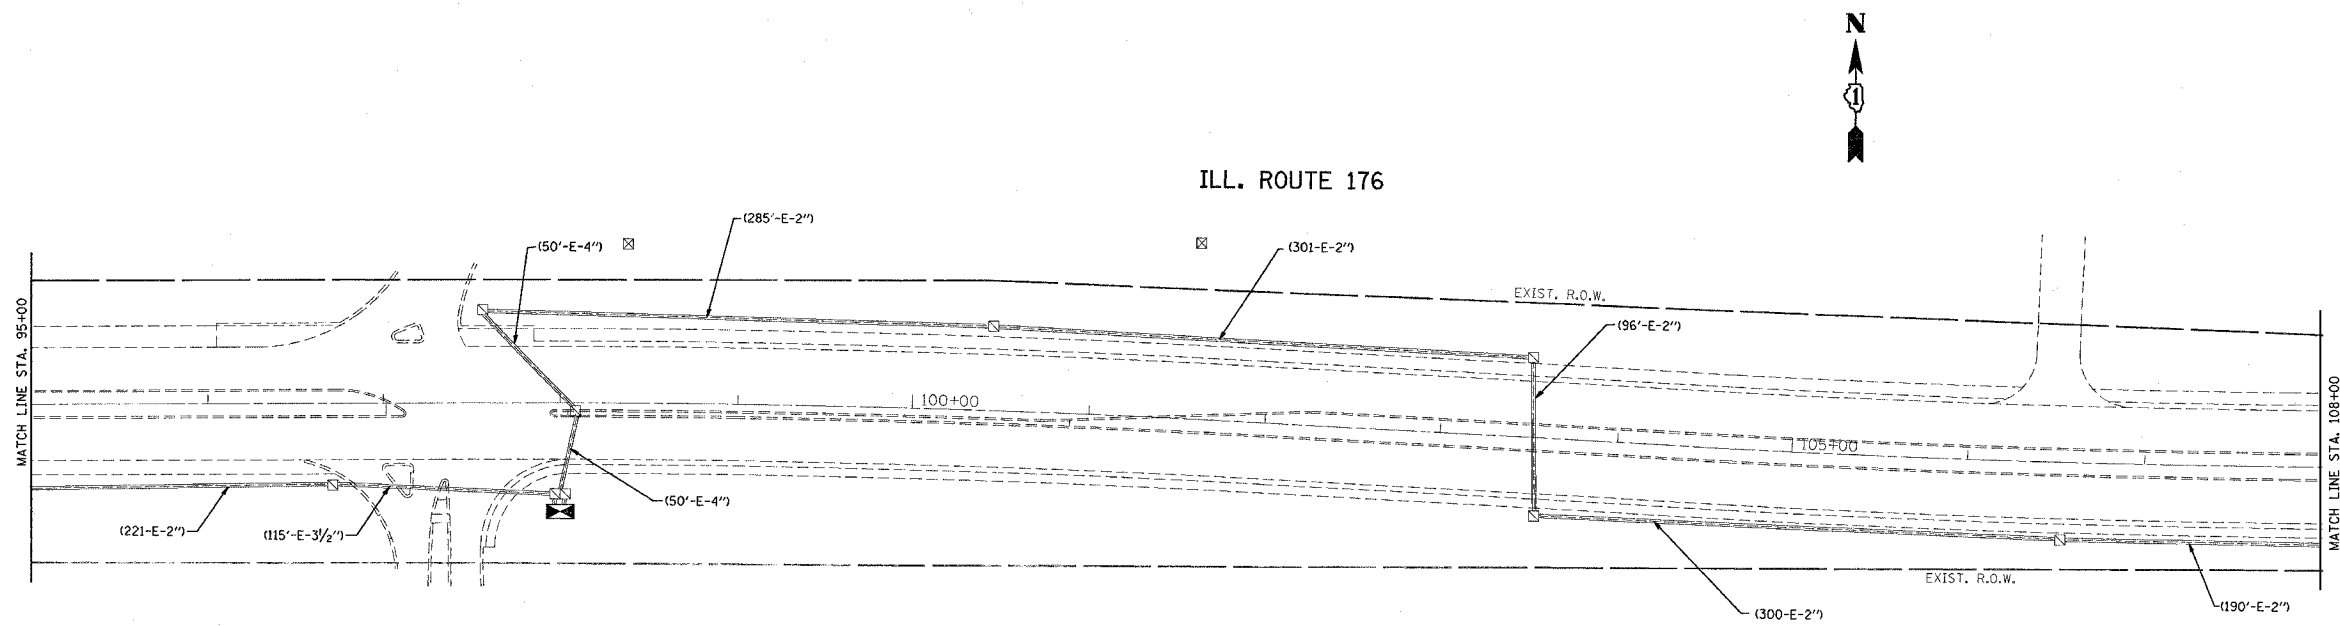 N
1
ILL. ROUTE 176
(285'-E-2")
(50'-E-4")
(301-E-2")
EXIST. R.O.W.
(96'-E-2")
MATCH LINE STA. 95+00
100+00
105+00
MATCH LINE STA. 108+00
(50'-E-4")
(221-E-2")
(115'-E-3½")
EXIST. R.O.W.
(300-E-2")
(190'-E-2")